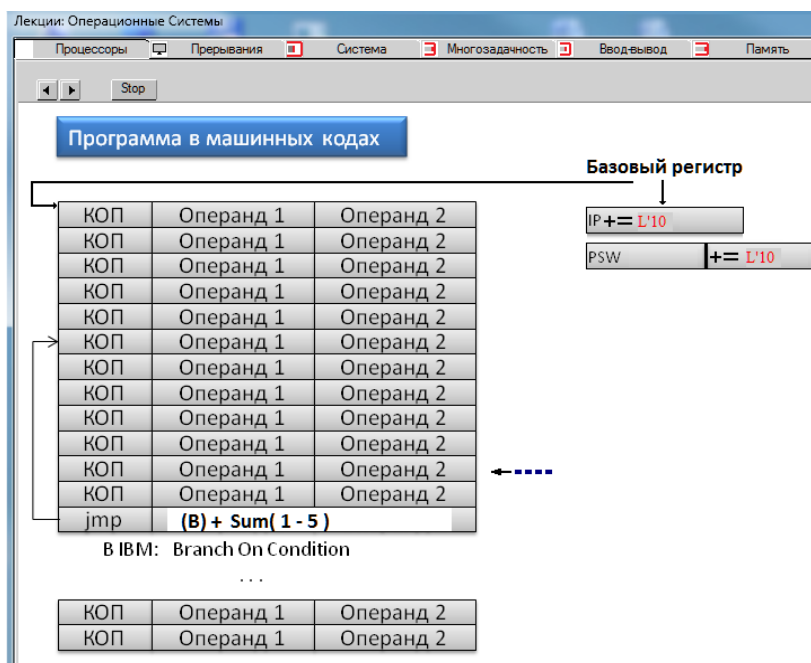 Лекции: Операционные Системы
Процессоры Прерывания Система Многозадачность Ввод-вывод Память
Stop
Программа в машинных кодах
Базовый регистр
КОП Операнд 1 Операнд 2
IP += L'10
КОП Операнд 1 Операнд 2
PSW += L'10
КОП Операнд 1 Операнд 2
КОП Операнд 1 Операнд 2
КОП Операнд 1 Операнд 2
КОП Операнд 1 Операнд 2
КОП Операнд 1 Операнд 2
КОП Операнд 1 Операнд 2
КОП Операнд 1 Операнд 2
КОП Операнд 1 Операнд 2
КОП Операнд 1 Операнд 2
КОП Операнд 1 Операнд 2
jmp (B) + Sum( 1 - 5 )
В IBM: Branch On Condition
...
КОП Операнд 1 Операнд 2
КОП Операнд 1 Операнд 2